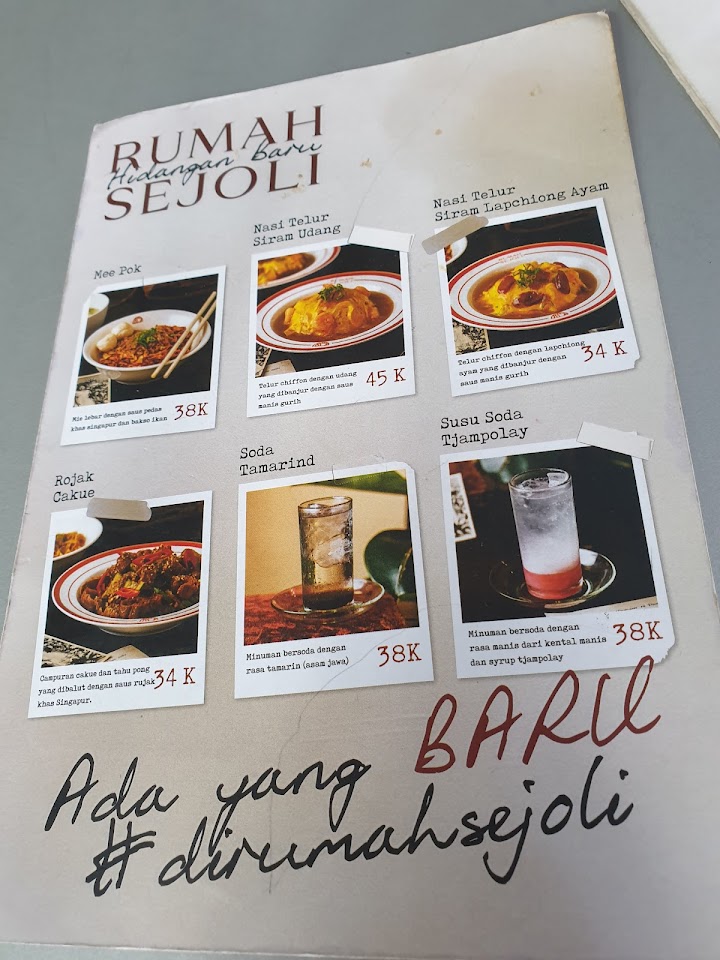 RUMAH
Hidangan Baru
SEJOLI
Mee Pok
Mie lebar dengan saus pedas
khas singapur dan bakso ikan
38K
Nasi Telur
Siram Udang
Telur chiffon dengan udang
yang dibanjur dengan saus
manis gurih
45 K
Nasi Telur
Siram Lapchiong Ayam
Telur chiffon dengan lapchiong
ayam yang dibanjur dengan
saus manis gurih
34 K
Rojak
Cakue
Campuran cakue dan tahu pong
yang dibalut dengan saus rujak
khas Singapur.
34 K
Soda
Tamarind
Minuman bersoda dengan
rasa tamarin (asam jawa)
38K
Susu Soda
Tjampolay
Minuman bersoda dengan
rasa manis dari kental manis
dan syrup tjampolay
38K
Ada yang BARU
#dirumahsejoli